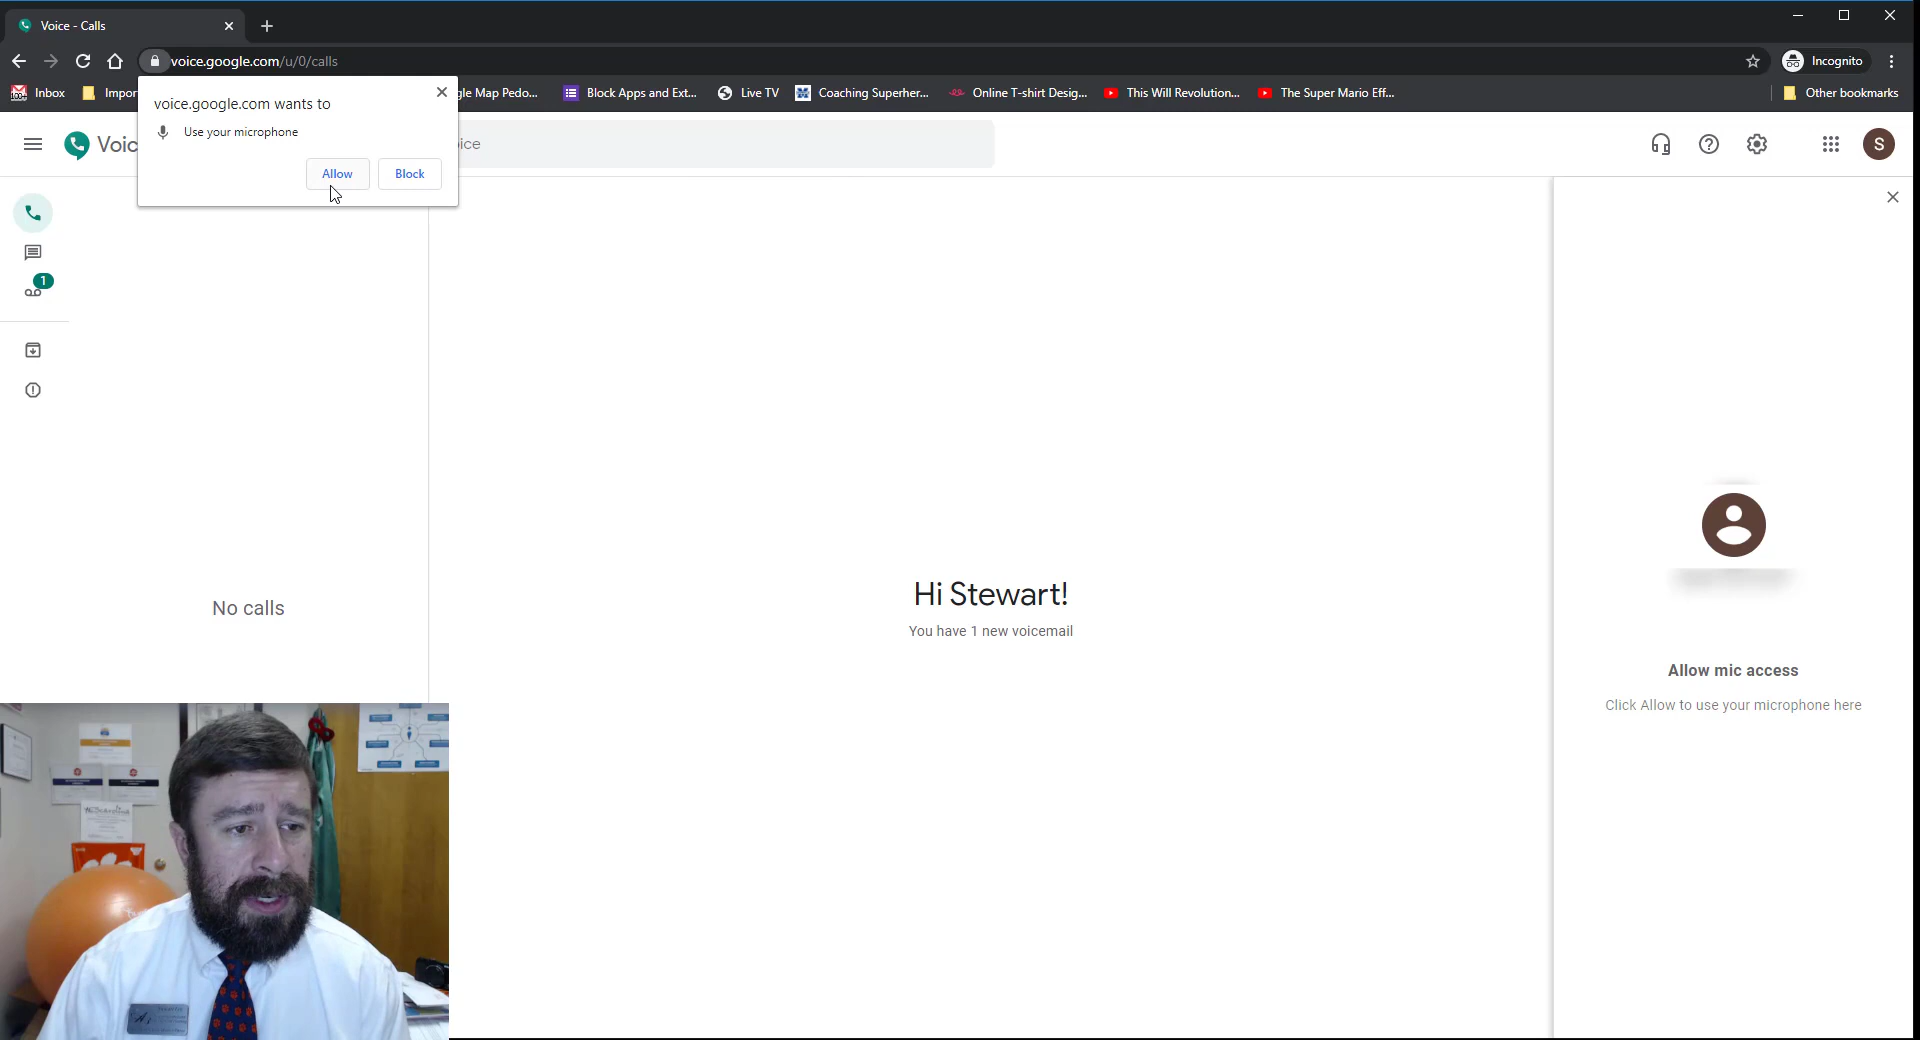 Voice - Calls
voice.google.com/u/0/calls
Incognito
Inbox
Impor
gle Map Pedo...
Block Apps and Ext...
Live TV
Coaching Superher...
Online T-shirt Desig...
This Will Revolution...
The Super Mario Eff...
Other bookmarks
voice.google.com wants to
Use your microphone
Allow
Block
Voic
oice
S
1
No calls
Hi Stewart!
You have 1 new voicemail
Allow mic access
Click Allow to use your microphone here